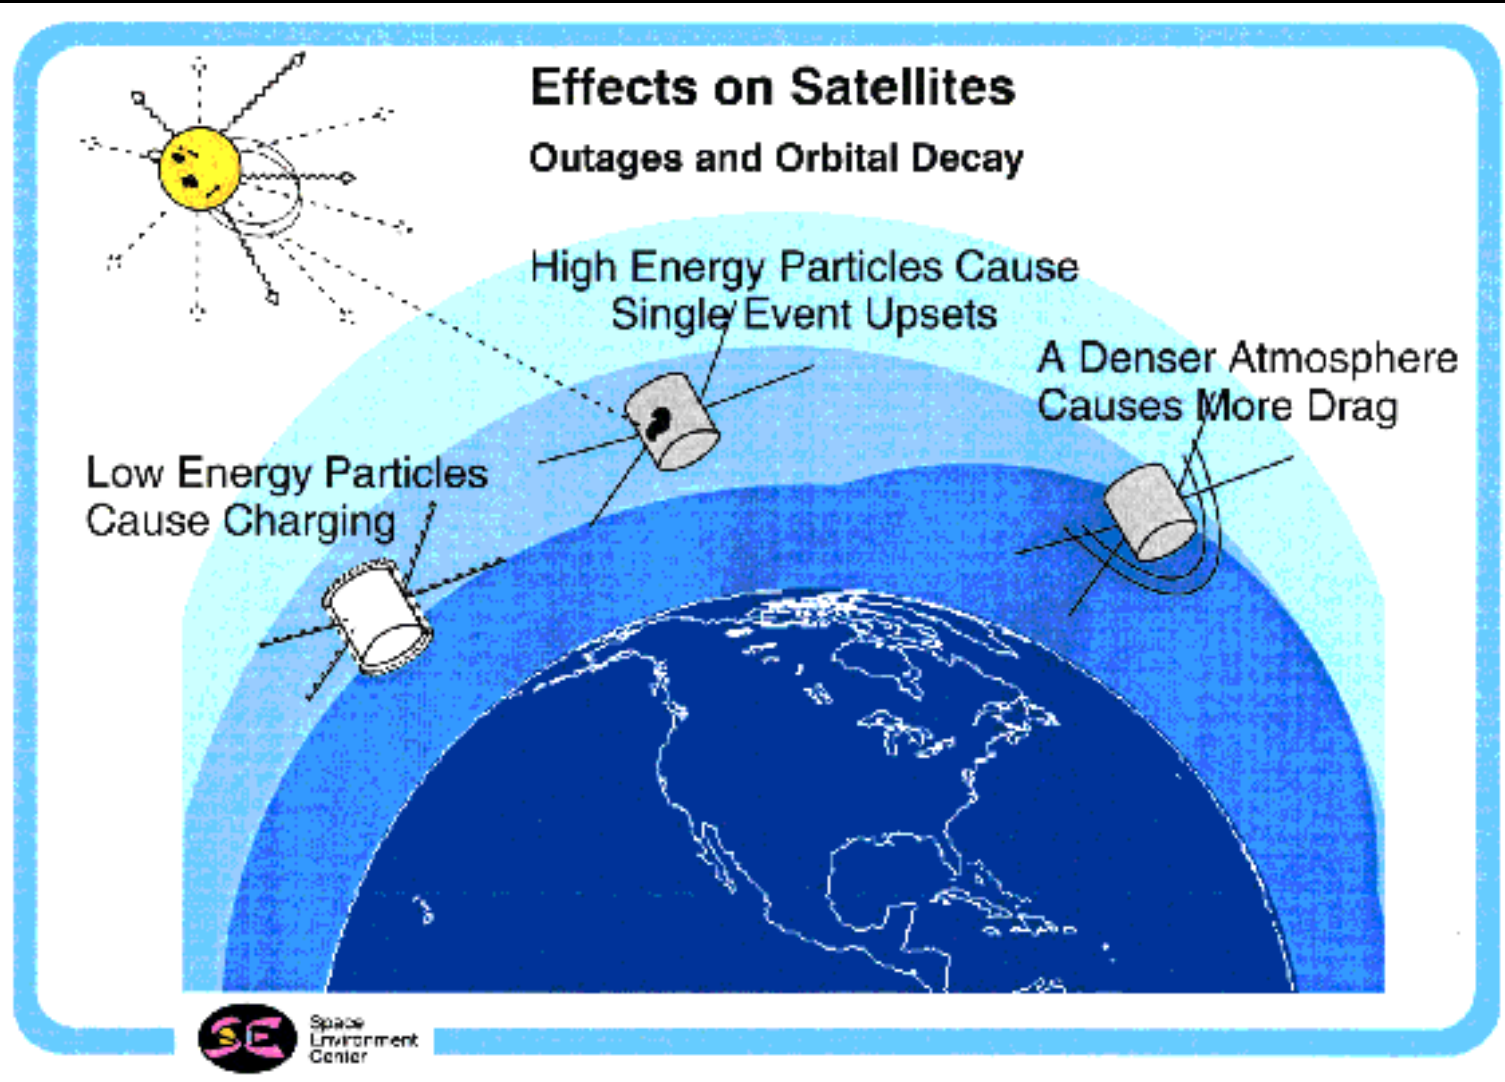 Effects on Satellites
Outages and Orbital Decay
High Energy Particles Cause
Single Event Upsets
A Denser Atmosphere
Causes More Drag
Low Energy Particles
Cause Charging
SE
Space
Environment
Center